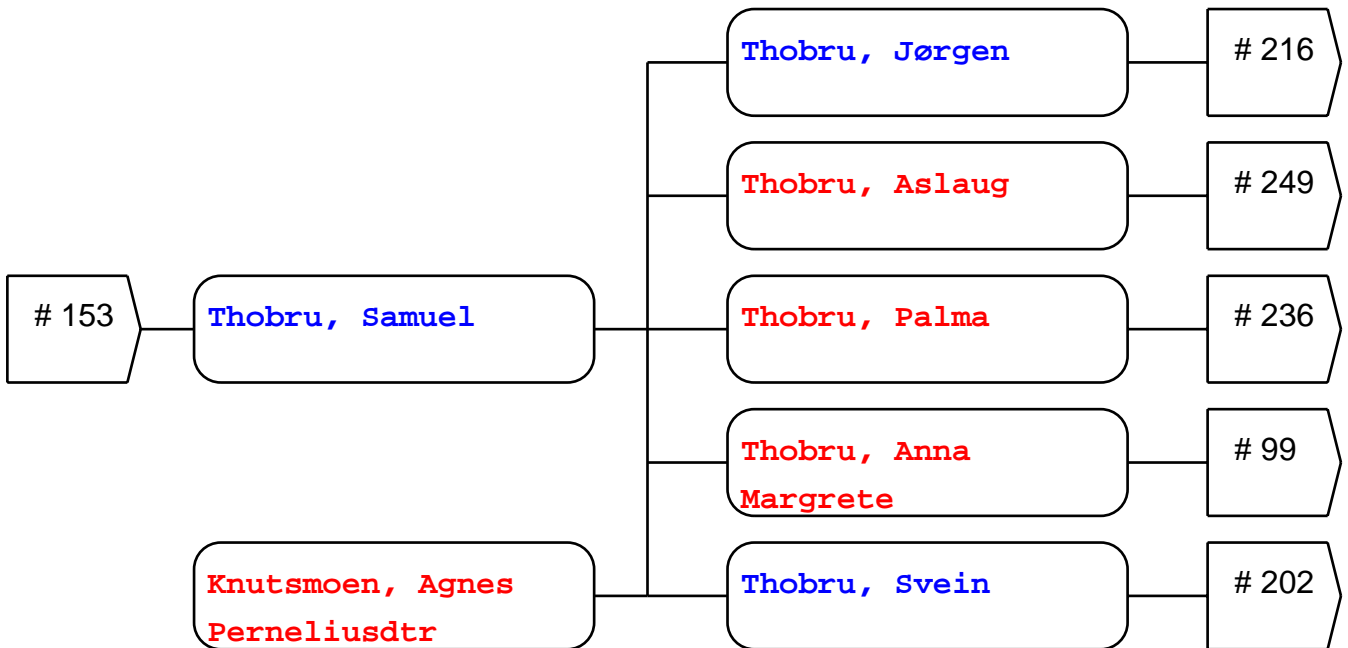 Thobru, Jørgen
# 216
Thobru, Aslaug
# 249
# 153
Thobru, Samuel
Thobru, Palma
# 236
Thobru, Anna
Margrete
# 99
Knutsmoen, Agnes
Perneliusdtr
Thobru, Svein
# 202